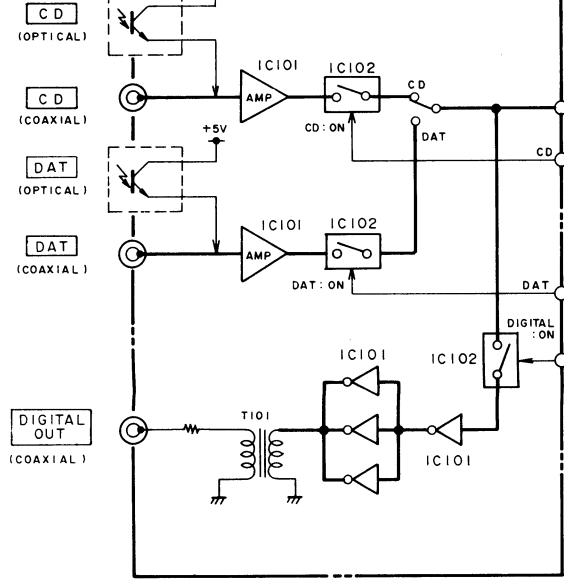 CD
(OPTICAL)
IC101
IC102
CD
(COAXIAL)
AMP
CD
CD:ON
DAT
CD
+5V
DAT
(OPTICAL)
IC101
IC102
DAT
(COAXIAL)
AMP
DAT:ON
DAT
DIGITAL
:ON
IC101
IC102
DIGITAL
OUT
(COAXIAL)
T101
IC101